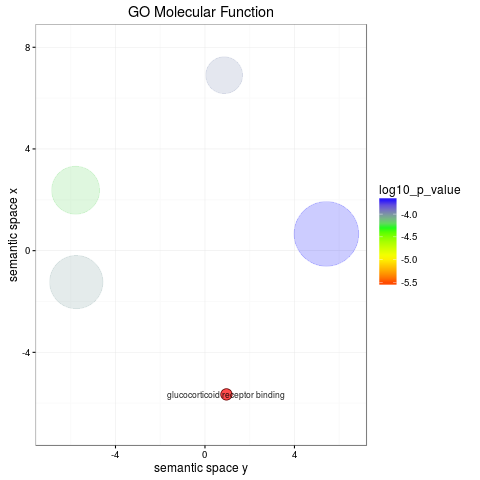 GO Molecular Function
8
4
0
-4
semantic space x
glucocorticoid receptor binding
-4
0
4
semantic space y
log10_p_value
-4.0
-4.5
-5.0
-5.5